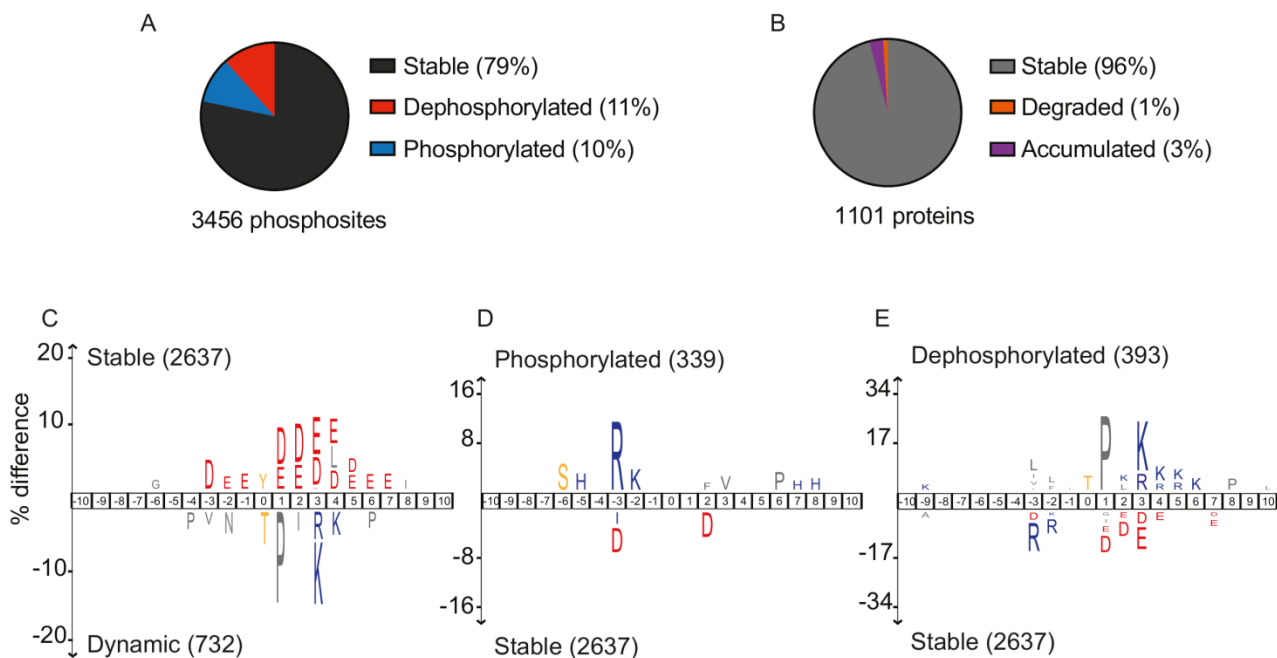 A
Stable (79%)
Dephosphorylated (11%)
Phosphorylated (10%)
3456 phosphosites
B
Stable (96%)
Degraded (1%)
Accumulated (3%)
1101 proteins
C
% difference
20
10
-10
-20
Stable (2637)
G D E E Y D D E E D E E I
E E D L E
D
-10 -9 -8 -7 -6 -5 -4 -3 -2 -1 0 1 2 3 4 5 6 7 8 9 10
P V N T P I R K P
K
Dynamic (732)
D
16
8
-8
-16
Phosphorylated (339)
S H R K F V P H H
-10 -9 -8 -7 -6 -5 -4 -3 -2 -1 0 1 2 3 4 5 6 7 8 9 10
I D
D
Stable (2637)
E
34
17
-17
-34
Dephosphorylated (393)
K L L T P K K K K K P L
I L R R R
V
-10 -9 -8 -7 -6 -5 -4 -3 -2 -1 0 1 2 3 4 5 6 7 8 9 10
A D K G E D E D
R R I D E E
E
D
Stable (2637)